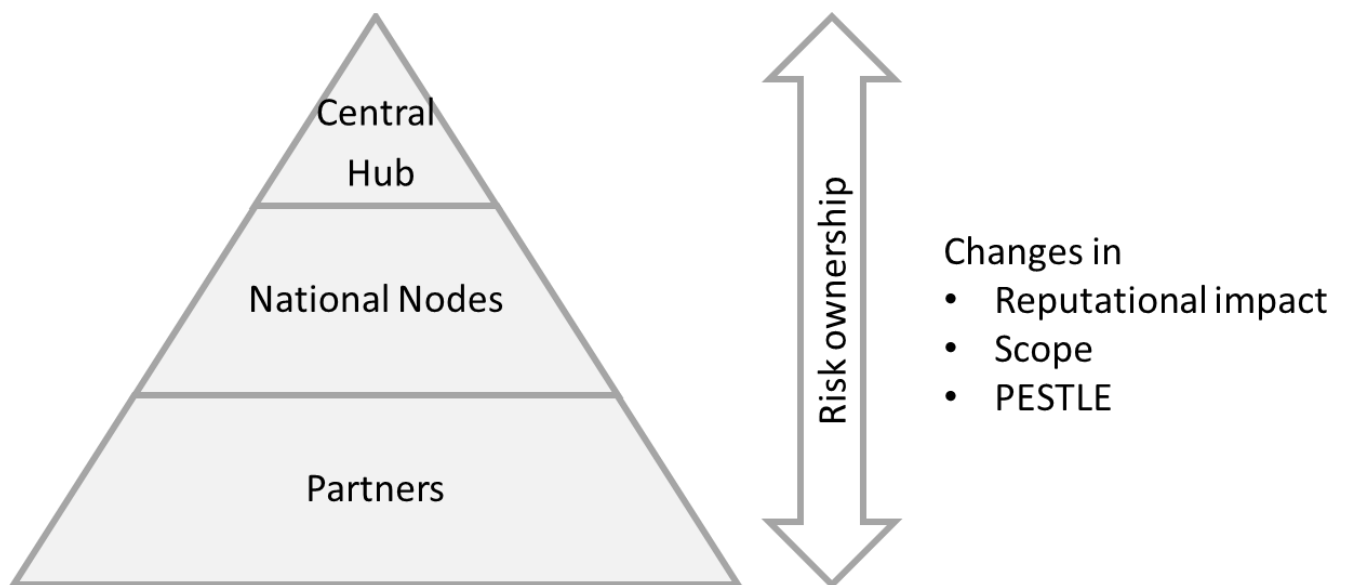 Central
Hub
National Nodes
Partners
Risk ownership
Changes in
• Reputational impact
• Scope
• PESTLE